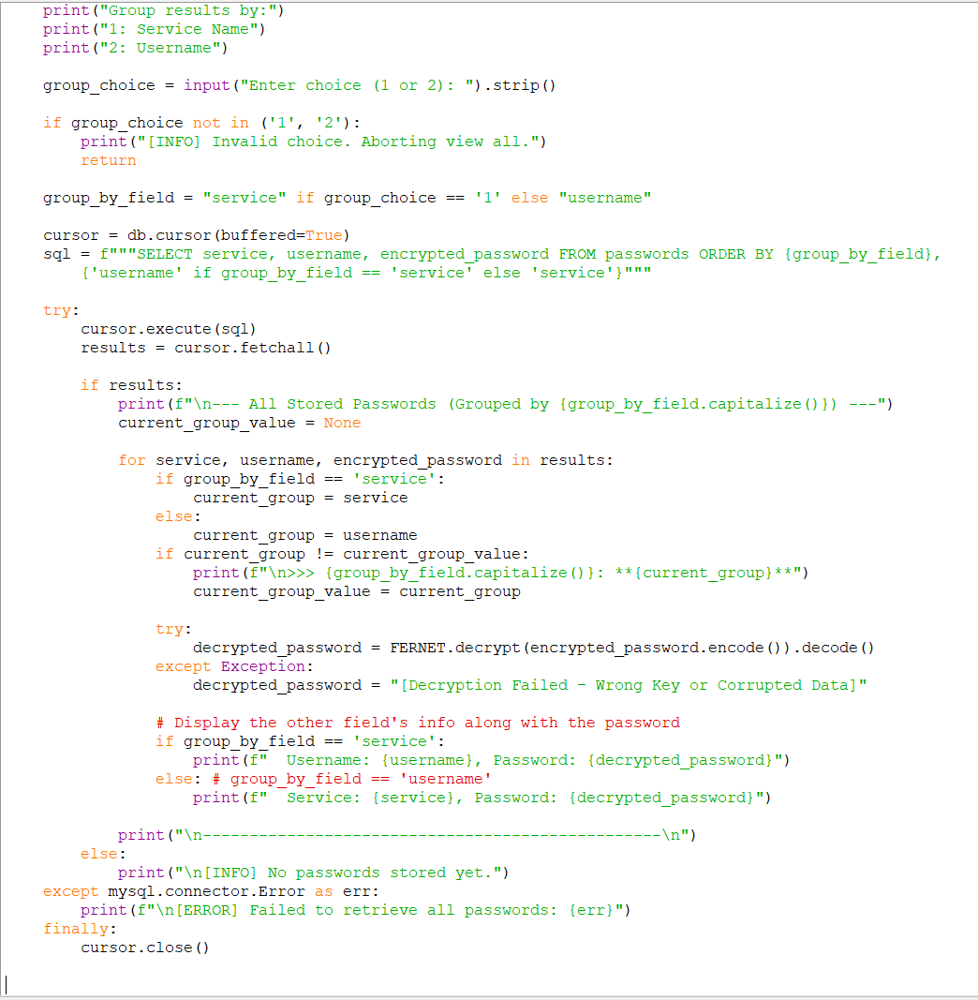 print("Group results by:")
print("1: Service Name")
print("2: Username")
group_choice = input("Enter choice (1 or 2): ").strip()
if group_choice not in ('1', '2'):
print("[INFO] Invalid choice. Aborting view all.")
return
group_by_field = "service" if group_choice == '1' else "username"
cursor = db.cursor(buffered=True)
sql = f"""SELECT service, username, encrypted_password FROM passwords ORDER BY {group_by_field},
{'username' if group_by_field == 'service' else 'service'}"""
try:
cursor.execute(sql)
results = cursor.fetchall()
if results:
print(f"\n--- All Stored Passwords (Grouped by {group_by_field.capitalize()}) ---")
current_group_value = None
for service, username, encrypted_password in results:
if group_by_field == 'service':
current_group = service
else:
current_group = username
if current_group != current_group_value:
print(f"\n>>> {group_by_field.capitalize()}: **{current_group}**")
current_group_value = current_group
try:
decrypted_password = FERNET.decrypt(encrypted_password.encode()).decode()
except Exception:
decrypted_password = "[Decryption Failed - Wrong Key or Corrupted Data]"
# Display the other field's info along with the password
if group_by_field == 'service':
print(f"  Username: {username}, Password: {decrypted_password}")
else: # group_by_field == 'username'
print(f"  Service: {service}, Password: {decrypted_password}")
print("\n-------------------------------------------------\n")
else:
print("\n[INFO] No passwords stored yet.")
except mysql.connector.Error as err:
print(f"\n[ERROR] Failed to retrieve all passwords: {err}")
finally:
cursor.close()